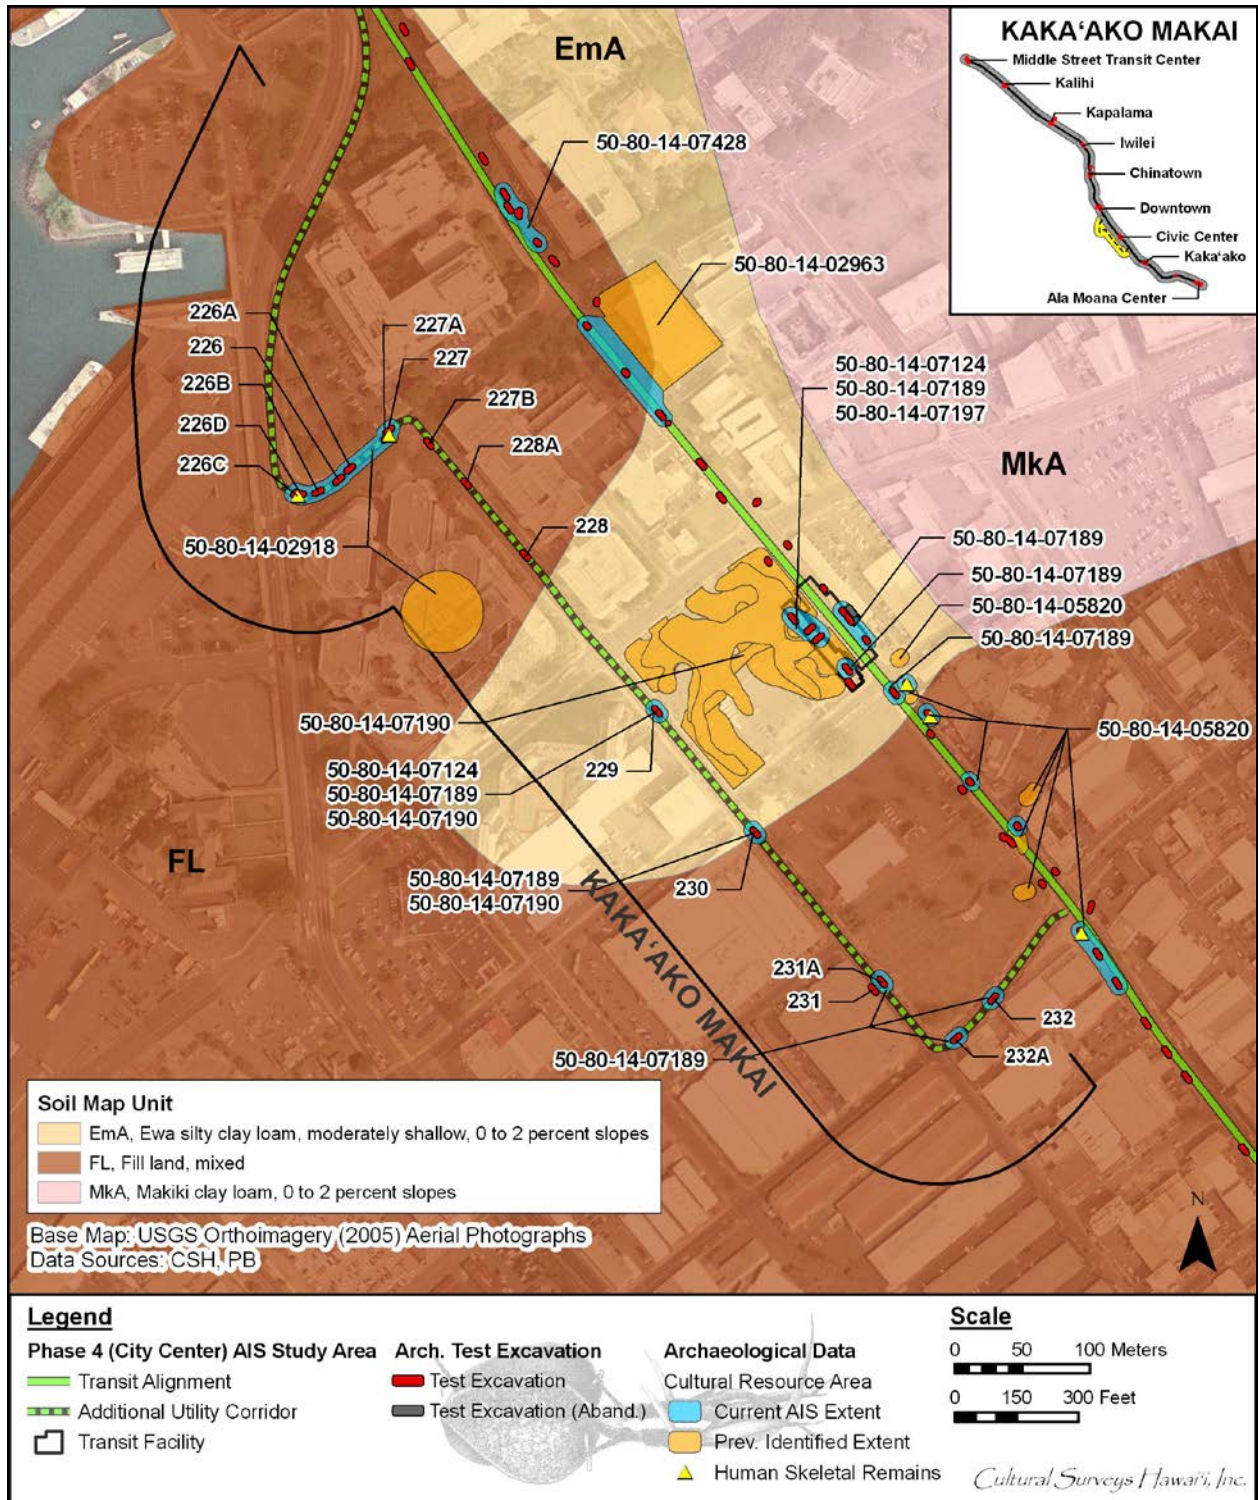 EmA
KAKAʻAKO MAKAI
Middle Street Transit Center
Kalihi
Kapalama
Iwilei
Chinatown
Downtown
Civic Center
Kakaʻako
Ala Moana Center
50-80-14-07428
50-80-14-02963
226A
227A
226
227
226B
227B
226D
228A
226C
50-80-14-07124
50-80-14-07189
50-80-14-07197
MkA
228
50-80-14-02918
50-80-14-07189
50-80-14-07189
50-80-14-05820
50-80-14-07189
50-80-14-07190
50-80-14-05820
50-80-14-07124
50-80-14-07189
50-80-14-07190
229
FL
50-80-14-07189
50-80-14-07190
230
KAKAʻAKO MAKAI
231A
231
232
50-80-14-07189
232A
Soil Map Unit
EmA, Ewa silty clay loam, moderately shallow, 0 to 2 percent slopes
FL, Fill land, mixed
MkA, Makiki clay loam, 0 to 2 percent slopes
Base Map: USGS Orthoimagery (2005) Aerial Photographs
Data Sources: CSH, PB
N
Legend
Phase 4 (City Center) AIS Study Area
Transit Alignment
Additional Utility Corridor
Transit Facility
Arch. Test Excavation
Test Excavation
Test Excavation (Aband.)
Archaeological Data
Cultural Resource Area
Current AIS Extent
Prev. Identified Extent
Human Skeletal Remains
Scale
0 50 100 Meters
0 150 300 Feet
Cultural Surveys Hawaiʻi, Inc.